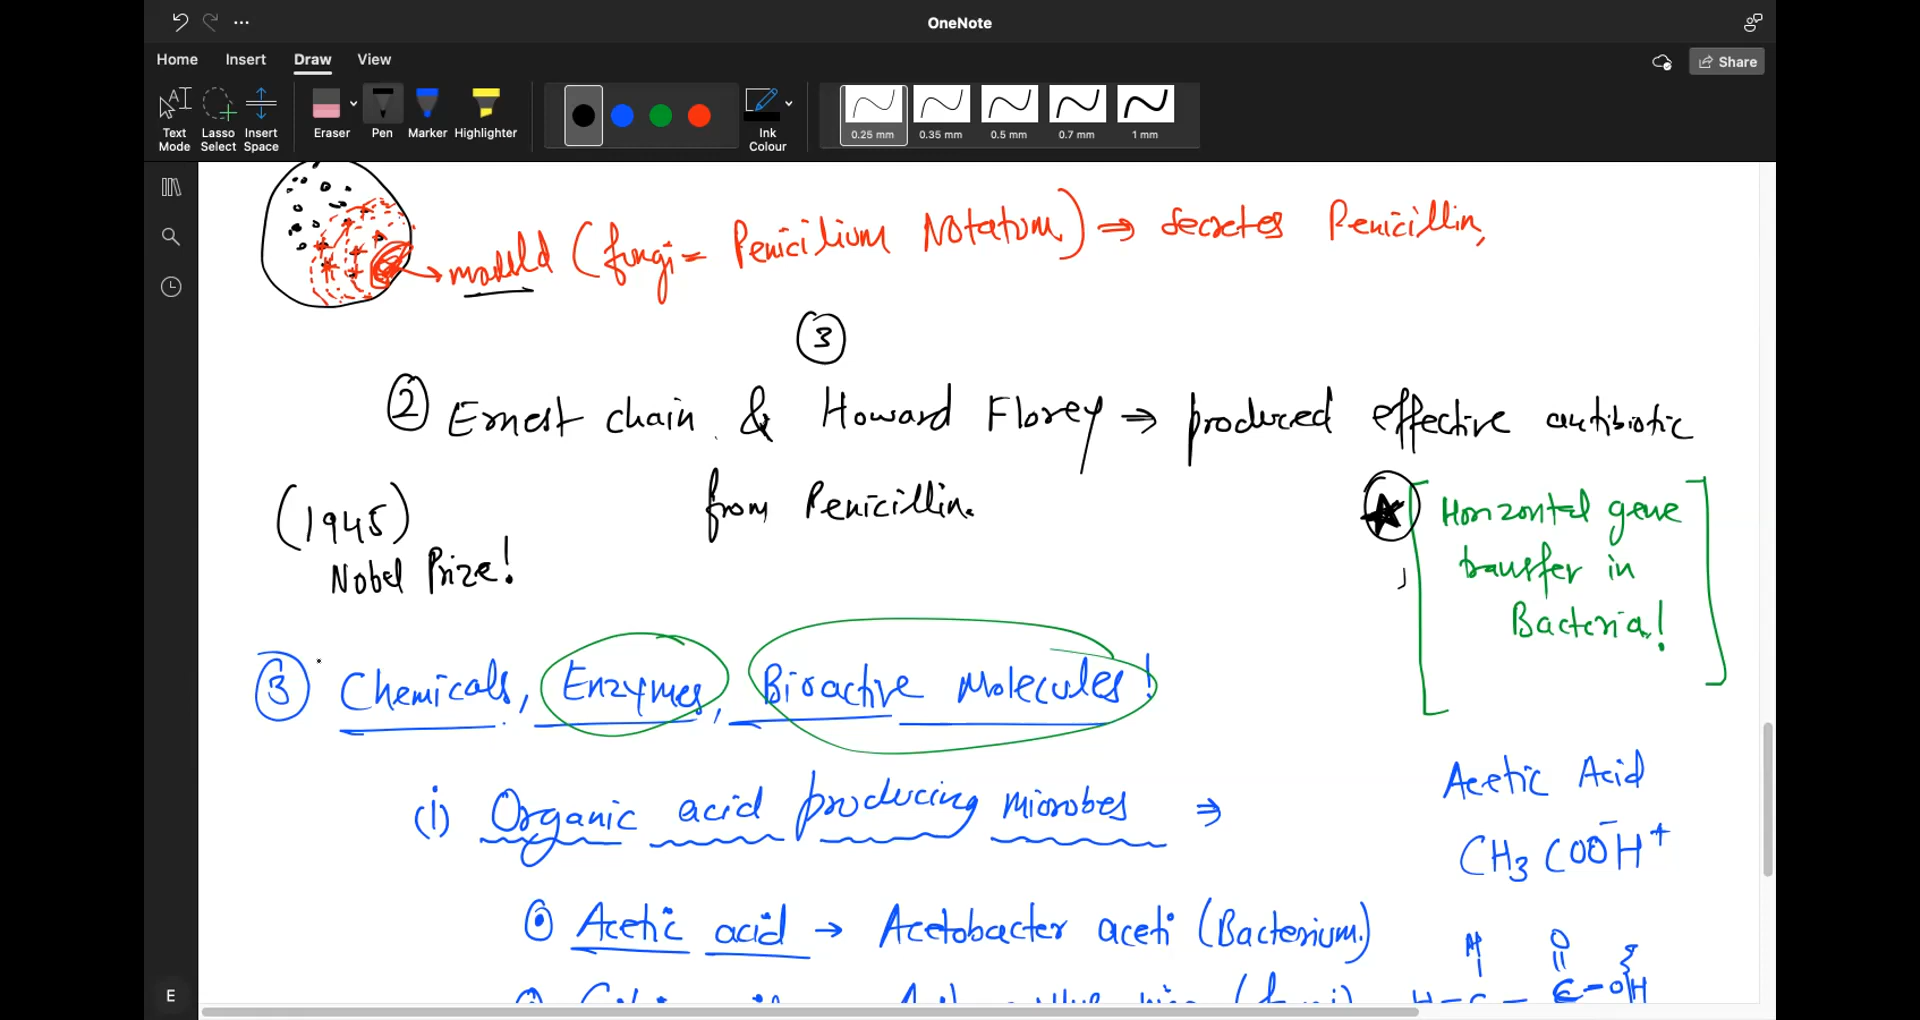 OneNote
Home Insert Draw View
Share
Text Mode
Lasso Select
Insert Space
Eraser
Pen
Marker
Highlighter
Ink Colour
0.25 mm
0.35 mm
0.5 mm
0.7 mm
1 mm
mould (fungi = Penicilium Notatum) ⇒ secretes Penicillin,
③
② Ernest chain & Howard Florey ⇒ produced effective antibiotic
from Penicillin.
(1945)
Nobel Prize!
★ [Horizontal gene
transfer in
Bacteria!]
③ Chemicals, Enzymes, Bioactive Molecules!
(i) Organic acid producing microbes ⇒
Acetic Acid
CH3 COO⁻H⁺
Acetic acid → Acetobacter aceti (Bacterium.)
H O
H - C - C - OH
E